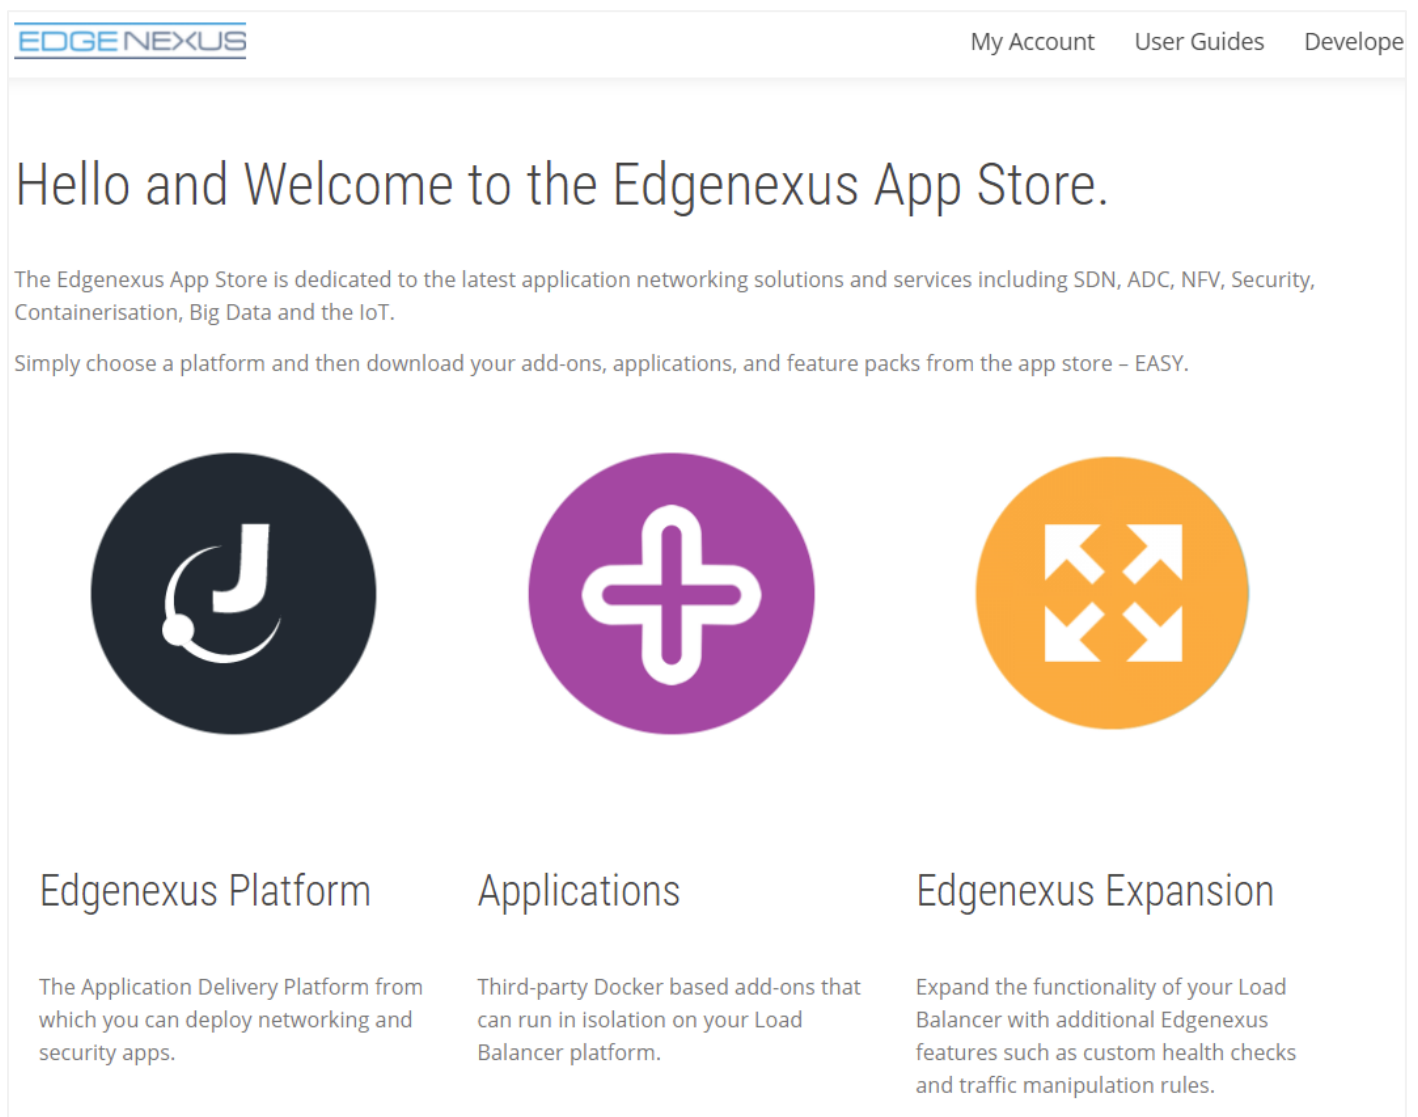 EDGENEXUS
My Account User Guides Develope
Hello and Welcome to the Edgenexus App Store.
The Edgenexus App Store is dedicated to the latest application networking solutions and services including SDN, ADC, NFV, Security,
Containerisation, Big Data and the IoT.
Simply choose a platform and then download your add-ons, applications, and feature packs from the app store – EASY.
J
Edgenexus Platform
The Application Delivery Platform from
which you can deploy networking and
security apps.
Applications
Third-party Docker based add-ons that
can run in isolation on your Load
Balancer platform.
Edgenexus Expansion
Expand the functionality of your Load
Balancer with additional Edgenexus
features such as custom health checks
and traffic manipulation rules.